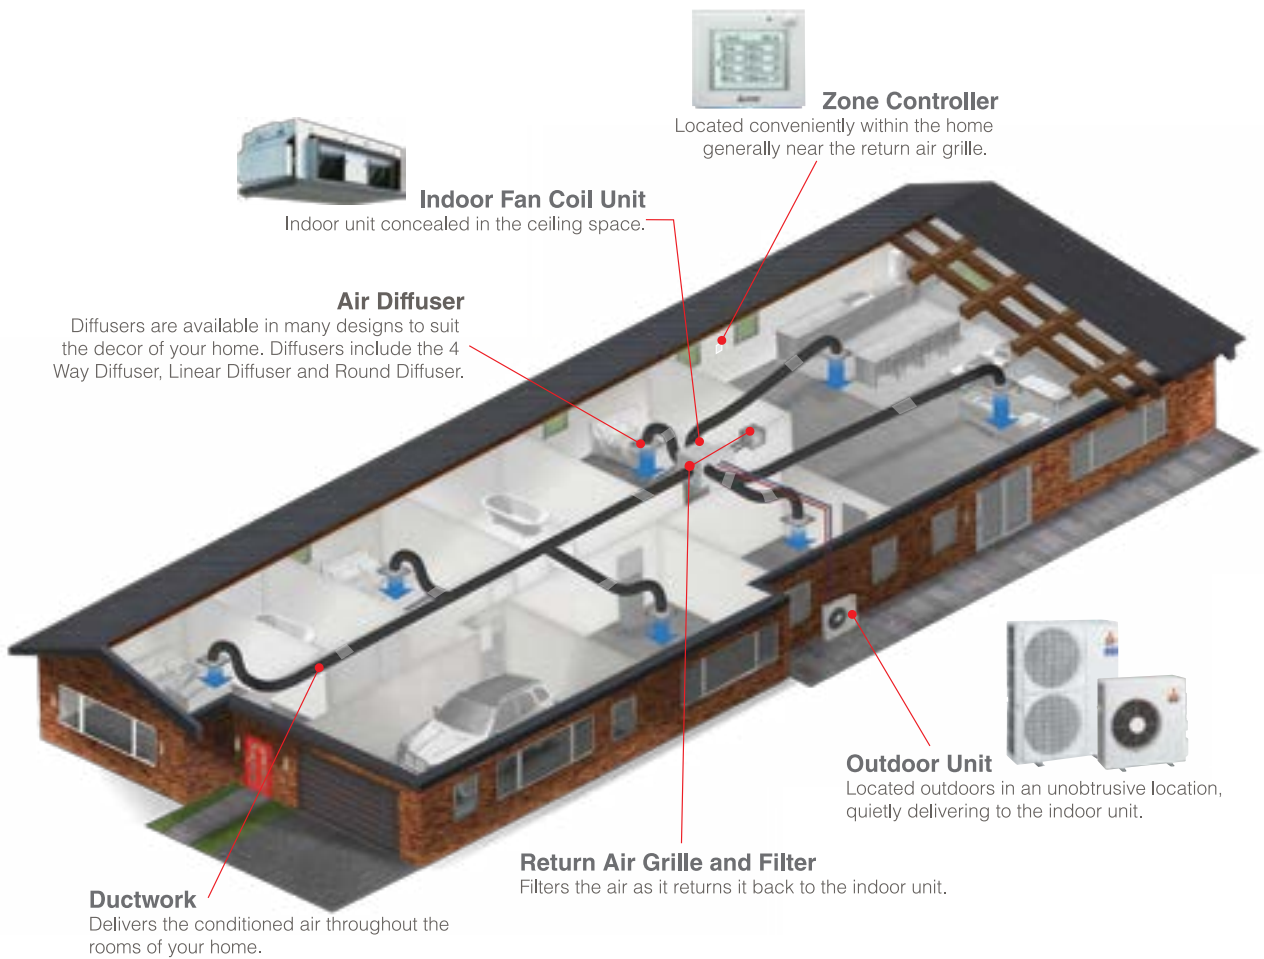 Zone Controller
Located conveniently within the home
generally near the return air grille.
Indoor Fan Coil Unit
Indoor unit concealed in the ceiling space.
Air Diffuser
Diffusers are available in many designs to suit
the decor of your home. Diffusers include the 4
Way Diffuser, Linear Diffuser and Round Diffuser.
Outdoor Unit
Located outdoors in an unobtrusive location,
quietly delivering to the indoor unit.
Return Air Grille and Filter
Filters the air as it returns it back to the indoor unit.
Ductwork
Delivers the conditioned air throughout the
rooms of your home.